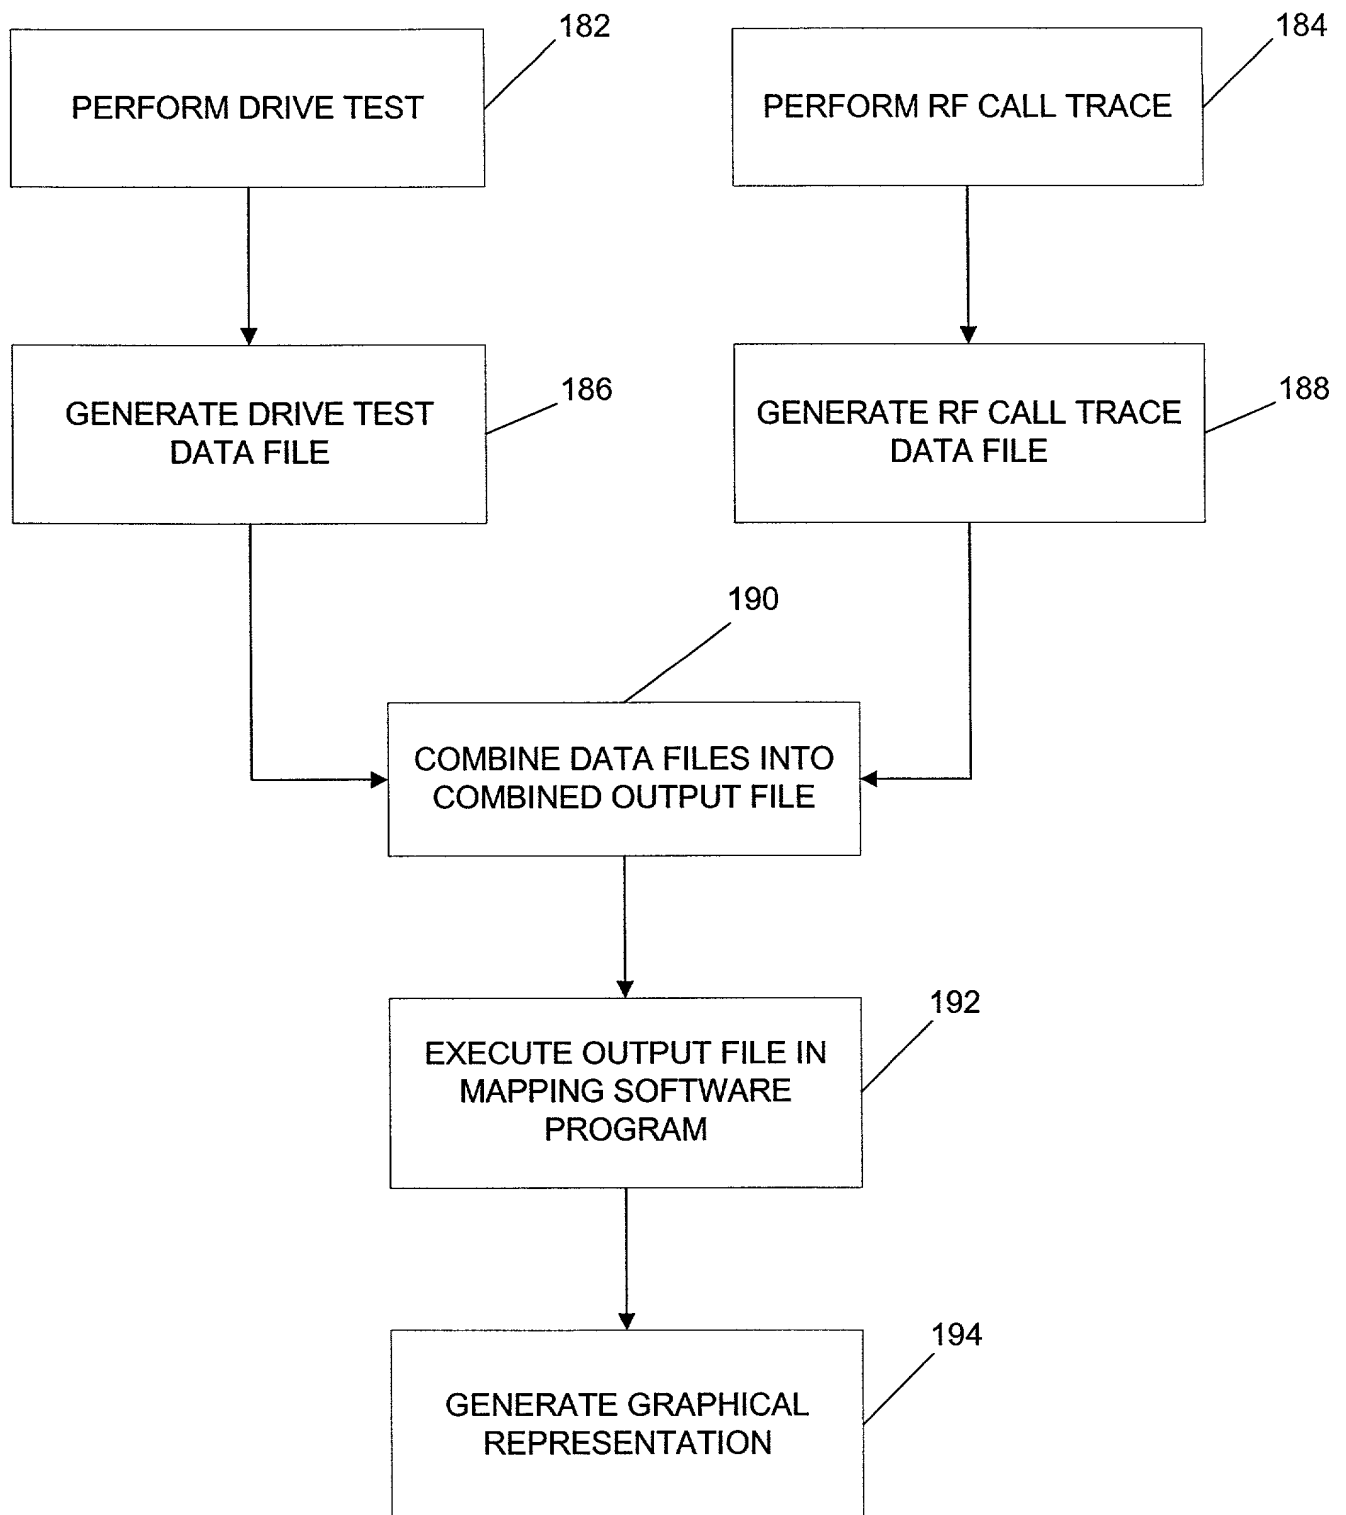 182
184
PERFORM DRIVE TEST
PERFORM RF CALL TRACE
186
188
GENERATE DRIVE TEST
DATA FILE
GENERATE RF CALL TRACE
DATA FILE
190
COMBINE DATA FILES INTO
COMBINED OUTPUT FILE
192
EXECUTE OUTPUT FILE IN
MAPPING SOFTWARE
PROGRAM
194
GENERATE GRAPHICAL
REPRESENTATION